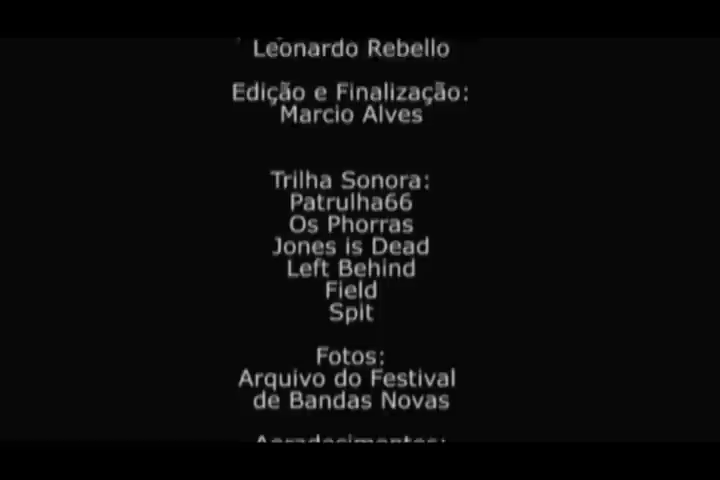 Leonardo Rebello
Edição e Finalização:
Marcio Alves
Trilha Sonora:
Patrulha66
Os Phorras
Jones is Dead
Left Behind
Field
Spit
Fotos:
Arquivo do Festival
de Bandas Novas
Agradecimentos: